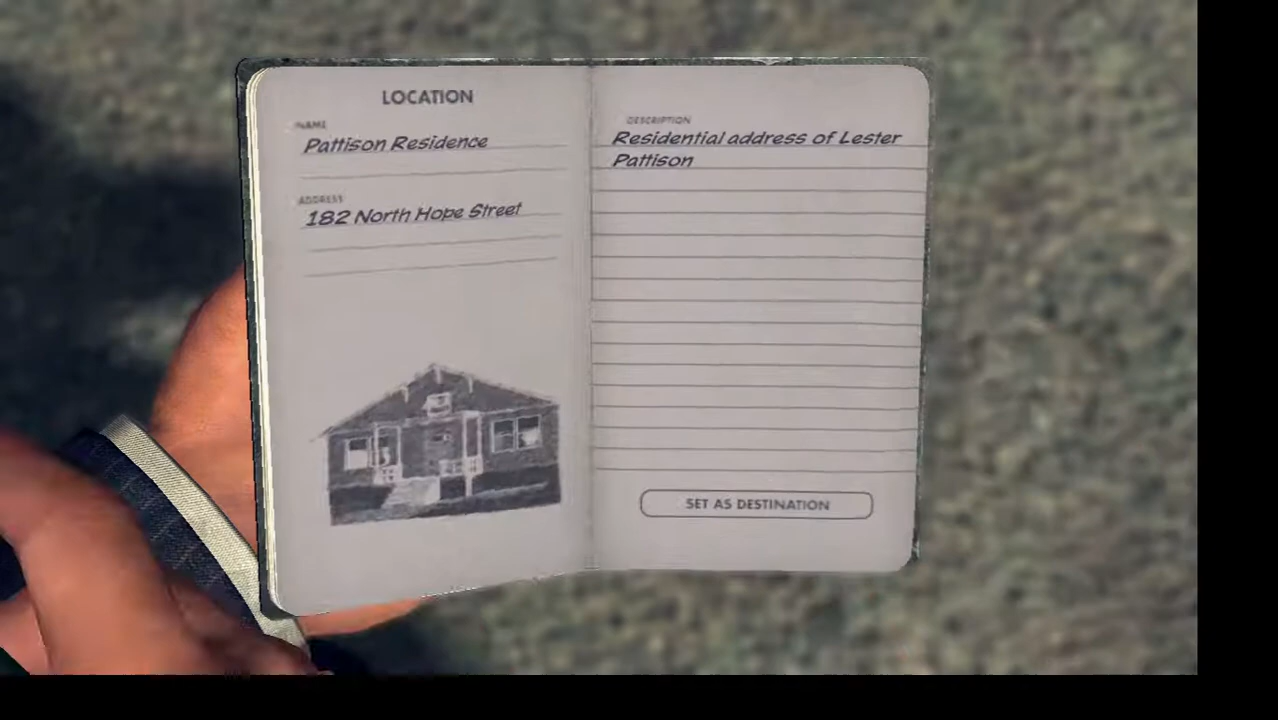 LOCATION
NAME
Pattison Residence
ADDRESS
182 North Hope Street
DESCRIPTION
Residential address of Lester
Pattison
SET AS DESTINATION